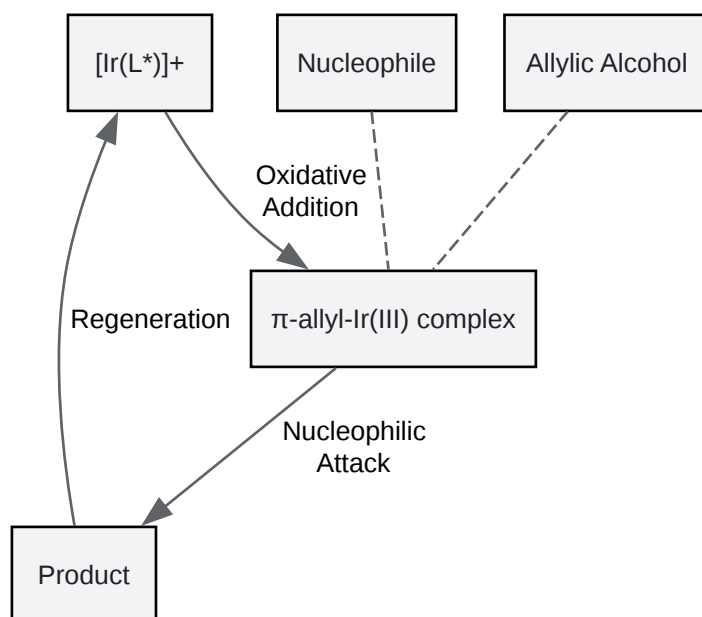 [Ir(L*)]+
Nucleophile
Allylic Alcohol
Oxidative
Addition
Regeneration
π-allyl-Ir(III) complex
Nucleophilic
Attack
Product